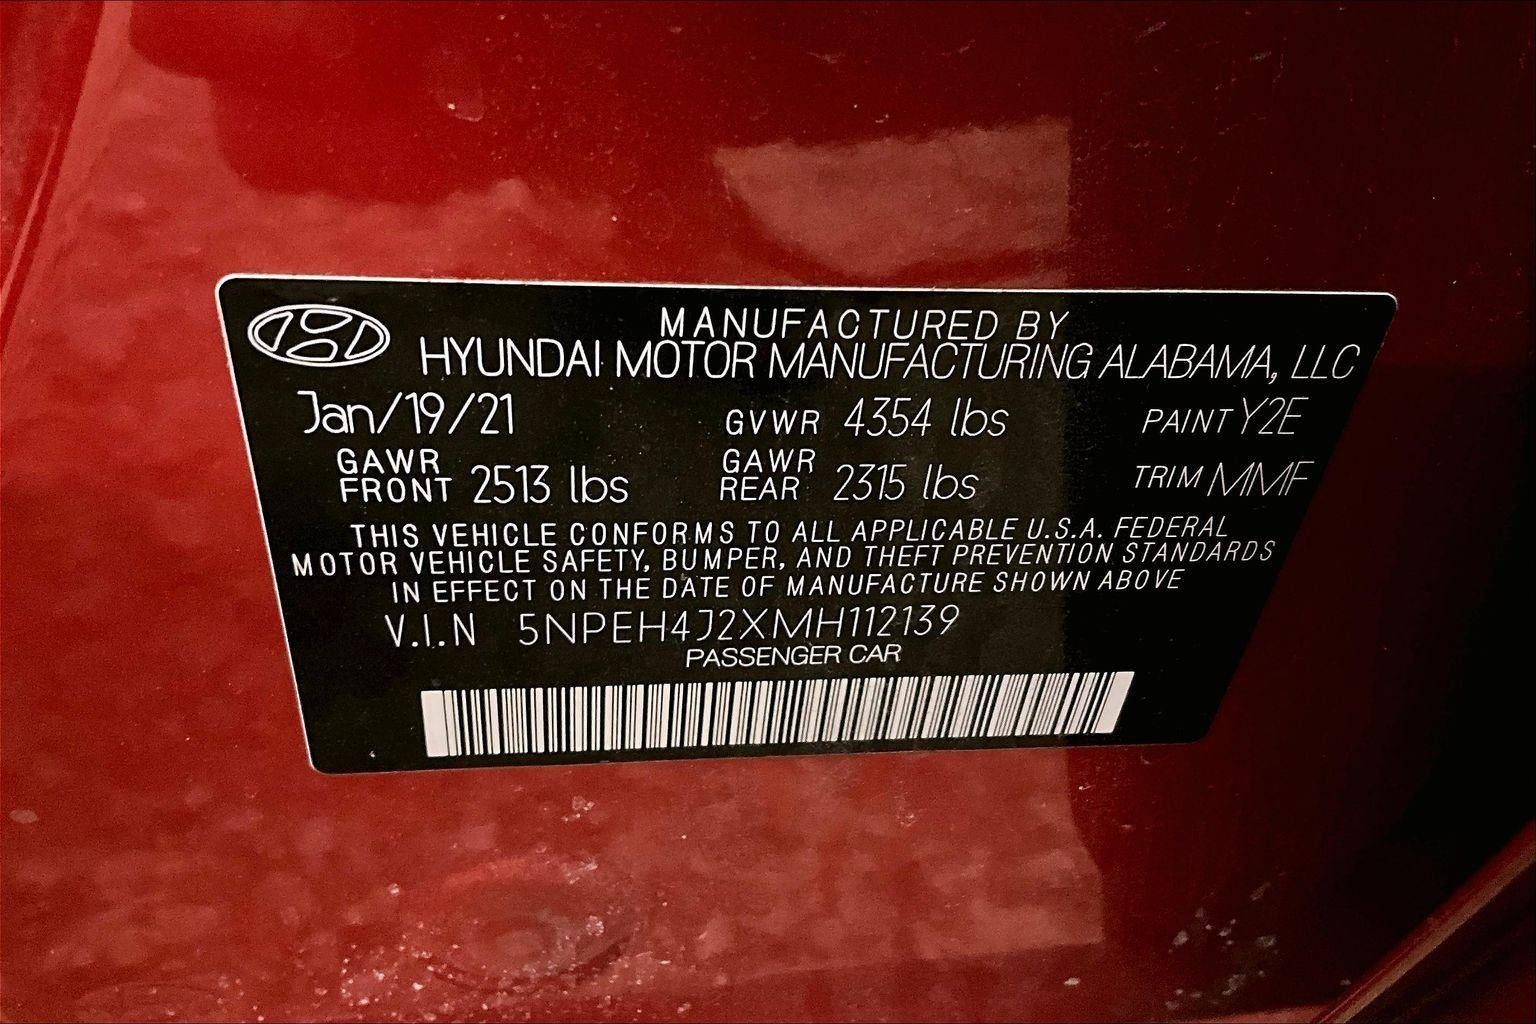 MANUFACTURED BY
HYUNDAI MOTOR MANUFACTURING ALABAMA, LLC
Jan/19/21 GVWR 4354 lbs PAINT Y2E
GAWR FRONT 2513 lbs GAWR REAR 2315 lbs TRIM MMF
THIS VEHICLE CONFORMS TO ALL APPLICABLE U.S.A. FEDERAL
MOTOR VEHICLE SAFETY, BUMPER, AND THEFT PREVENTION STANDARDS
IN EFFECT ON THE DATE OF MANUFACTURE SHOWN ABOVE
V.I.N 5NPEH4J2XMH112139
PASSENGER CAR